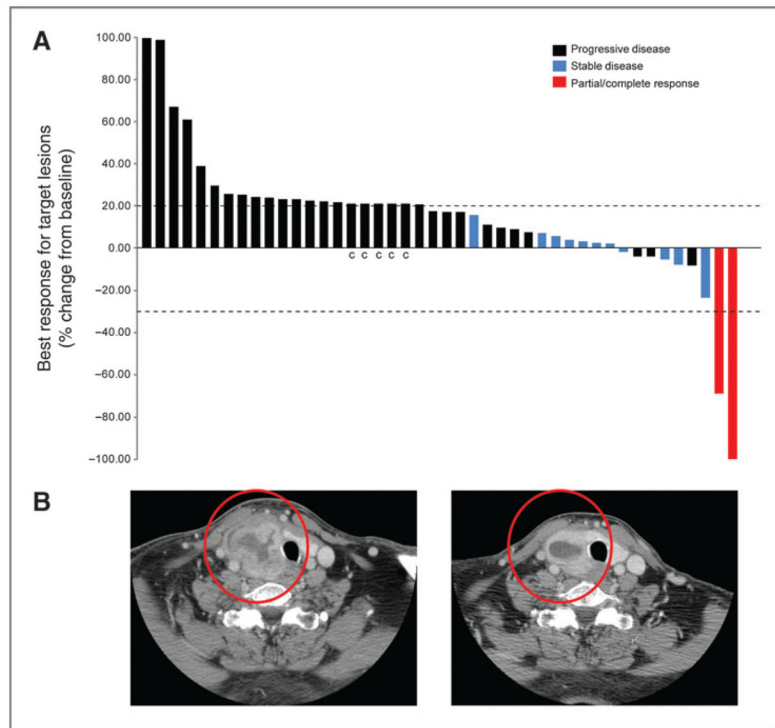 A
Progressive disease
Stable disease
Partial/complete response
Best response for target lesions
(% change from baseline)
100.00
80.00
60.00
40.00
20.00
0.00
−20.00
−40.00
−60.00
−80.00
−100.00
C C C C C
B